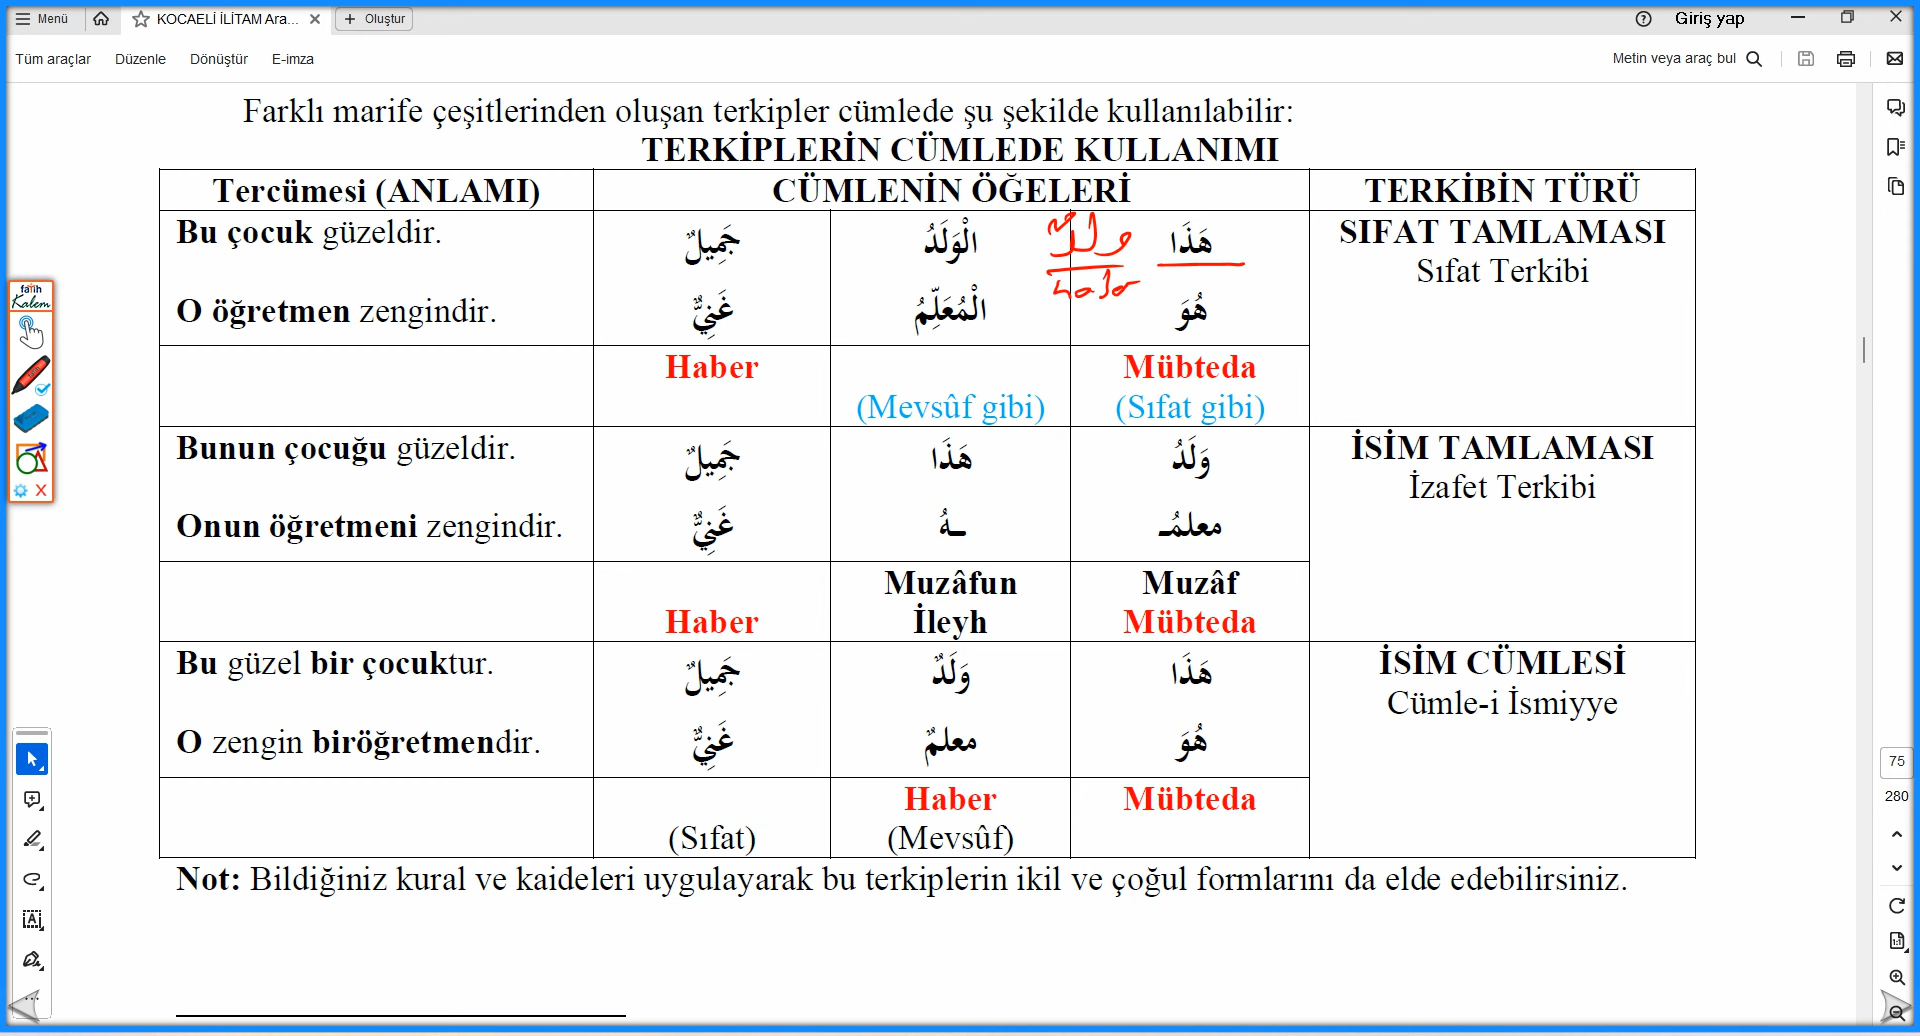 Menü
KOCAELİ İLİTAM Ara...
Oluştur
Giriş yap
Tüm araçlar Düzenle Dönüştür E-imza
Metin veya araç bul
Farklı marife çeşitlerinden oluşan terkipler cümlede şu şekilde kullanılabilir:
TERKİPLERİN CÜMLEDE KULLANIMI
Tercümesi (ANLAMI) CÜMLENİN ÖĞELERİ TERKİBİN TÜRÜ
Bu çocuk güzeldir. جَمِيلٌ الْوَلَدُ ولدٌ هَذَا SIFAT TAMLAMASI
Sıfat Terkibi
haber
O öğretmen zengindir. غَنِيٌّ الْمُعَلِّمُ هُوَ
Haber Mübteda
(Mevsûf gibi) (Sıfat gibi)
Bunun çocuğu güzeldir. جَمِيلٌ هَذَا وَلَدُ İSİM TAMLAMASI
İzafet Terkibi
Onun öğretmeni zengindir. غَنِيٌّ ـهُ معلمُـ
Muzâfun Muzâf
Haber İleyh Mübteda
Bu güzel bir çocuktur. جَمِيلٌ وَلَدٌ هَذَا İSİM CÜMLESİ
Cümle-i İsmiyye
O zengin biröğretmendir. غَنِيٌّ معلمٌ هُوَ
Haber Mübteda
(Sıfat) (Mevsûf)
Not: Bildiğiniz kural ve kaideleri uygulayarak bu terkiplerin ikil ve çoğul formlarını da elde edebilirsiniz.
fatih
Kalem
75
280